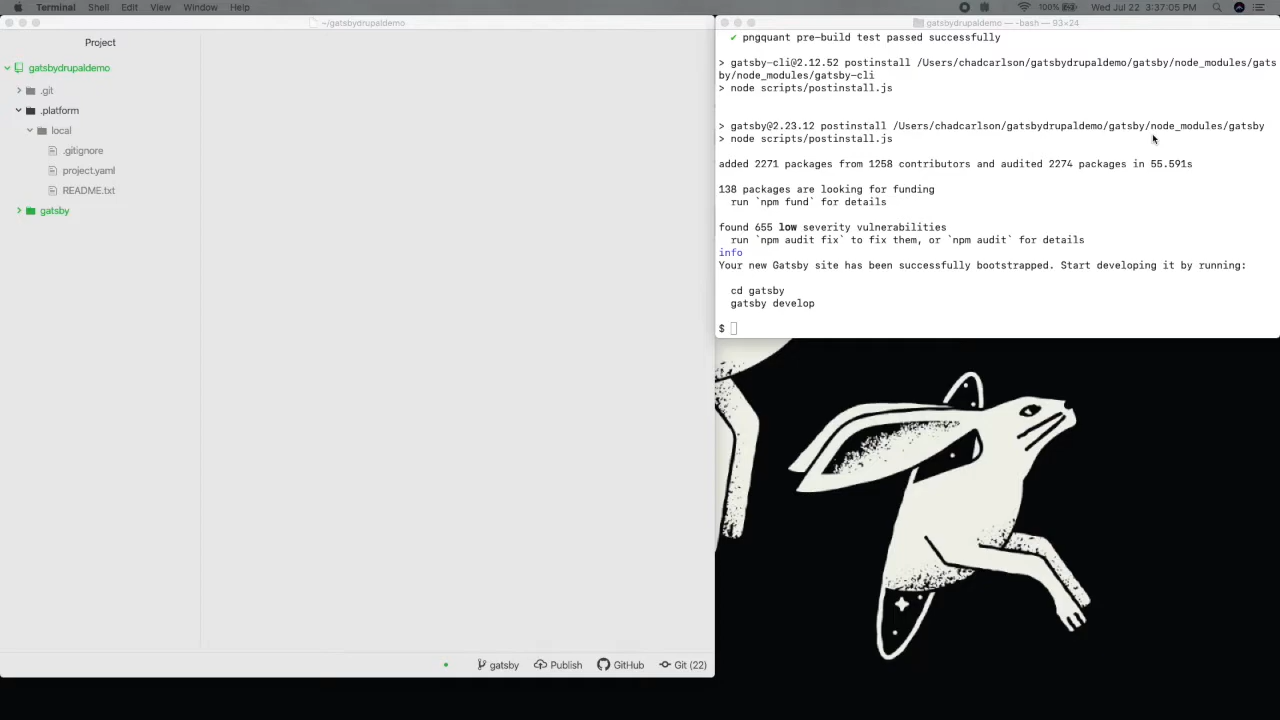 Terminal Shell Edit View Window Help 100% Wed Jul 22 3:37:05 PM
~/gatsbydrupaldemo
Project
gatsbydrupaldemo
.git
.platform
local
.gitignore
project.yaml
README.txt
gatsby
gatsby Publish GitHub Git (22)
gatsbydrupaldemo — -bash — 93×24
✔ pngquant pre-build test passed successfully
> gatsby-cli@2.12.52 postinstall /Users/chadcarlson/gatsbydrupaldemo/gatsby/node_modules/gats
by/node_modules/gatsby-cli
> node scripts/postinstall.js
> gatsby@2.23.12 postinstall /Users/chadcarlson/gatsbydrupaldemo/gatsby/node_modules/gatsby
> node scripts/postinstall.js
added 2271 packages from 1258 contributors and audited 2274 packages in 55.591s
138 packages are looking for funding
run `npm fund` for details
found 655 low severity vulnerabilities
run `npm audit fix` to fix them, or `npm audit` for details
info
Your new Gatsby site has been successfully bootstrapped. Start developing it by running:
cd gatsby
gatsby develop
$